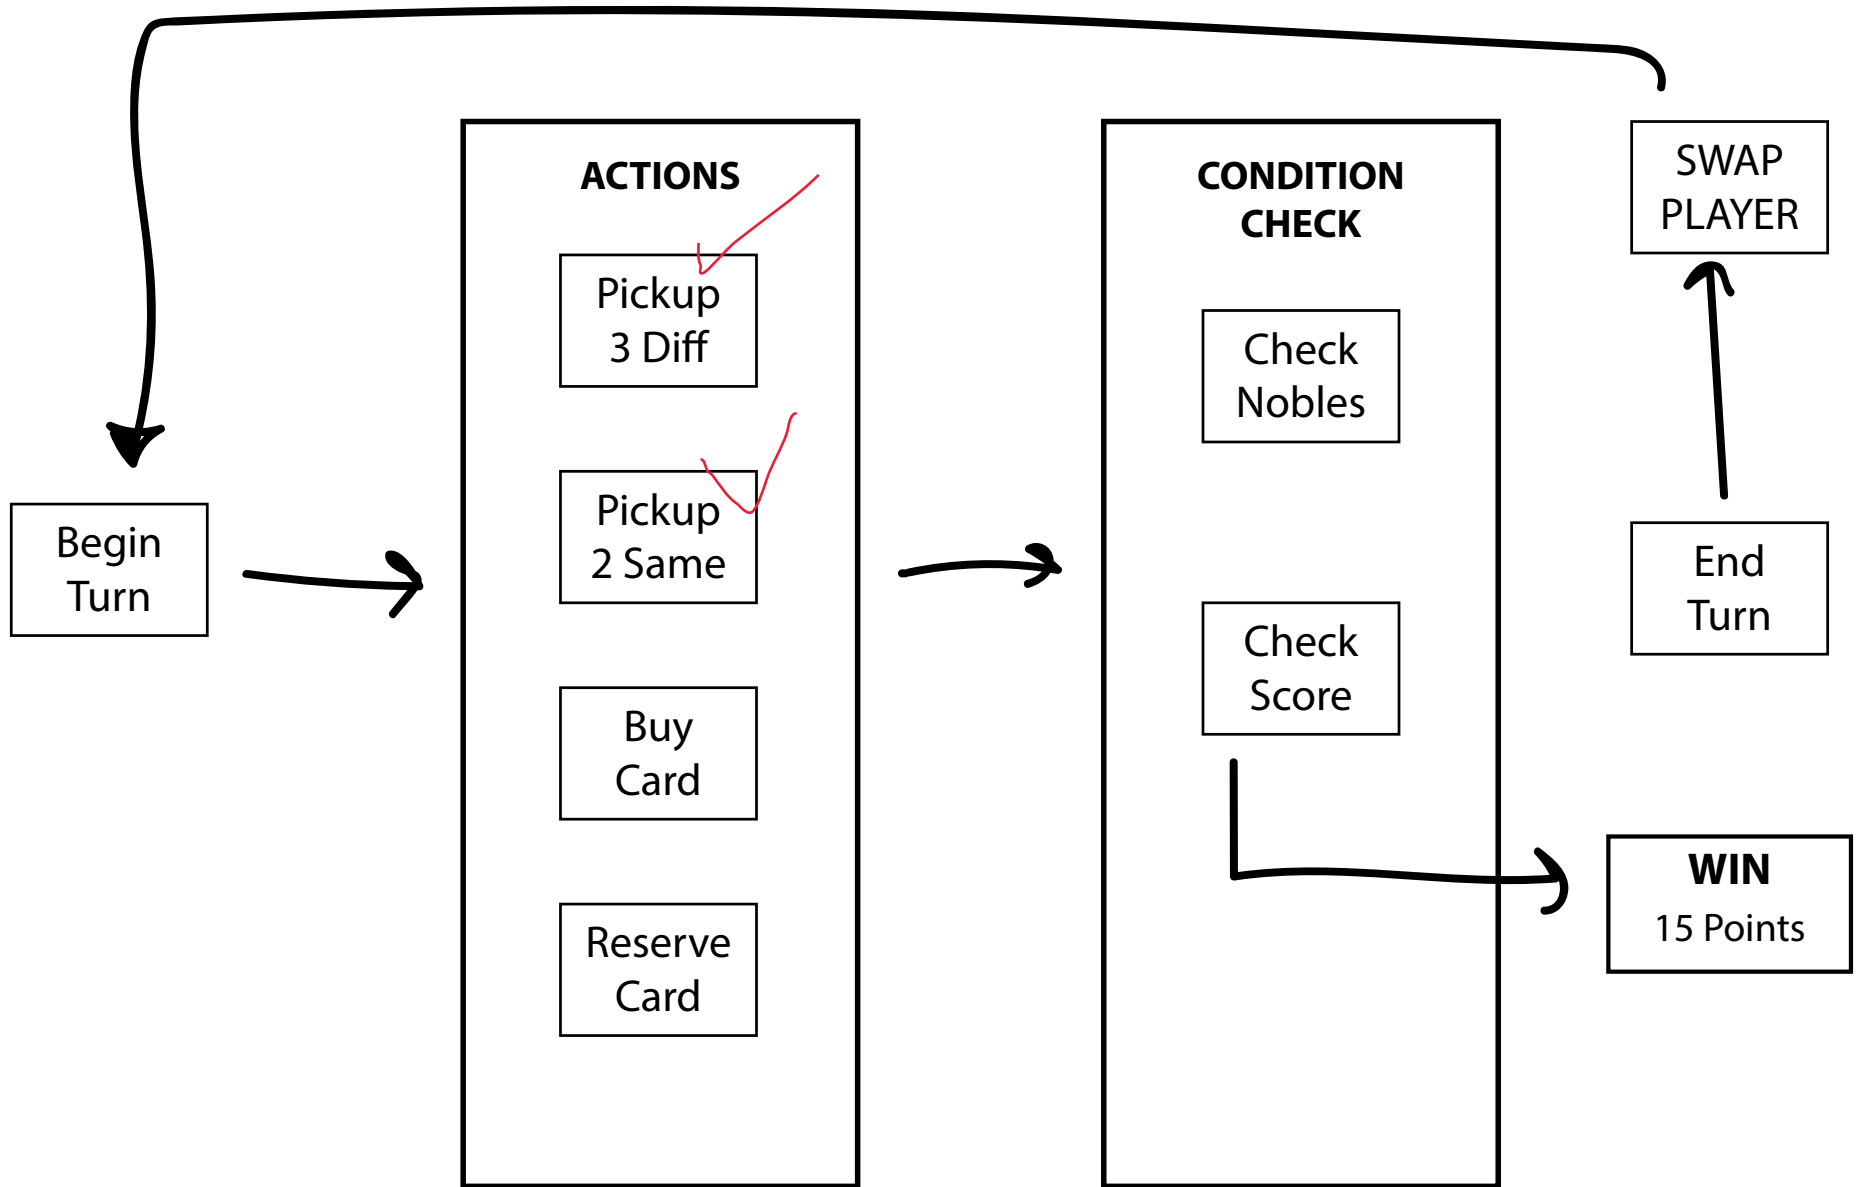 Begin
Turn
ACTIONS
Pickup
3 Diff
Pickup
2 Same
Buy
Card
Reserve
Card
CONDITION
CHECK
Check
Nobles
Check
Score
SWAP
PLAYER
End
Turn
WIN
15 Points